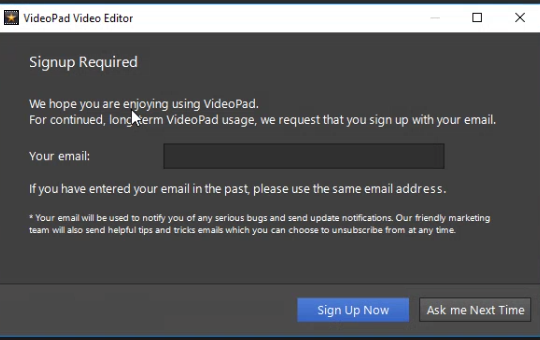 VideoPad Video Editor
Signup Required
We hope you are enjoying using VideoPad.
For continued, long-term VideoPad usage, we request that you sign up with your email.
Your email:
If you have entered your email in the past, please use the same email address.
* Your email will be used to notify you of any serious bugs and send update notifications. Our friendly marketing
team will also send helpful tips and tricks emails which you can choose to unsubscribe from at any time.
Sign Up Now
Ask me Next Time